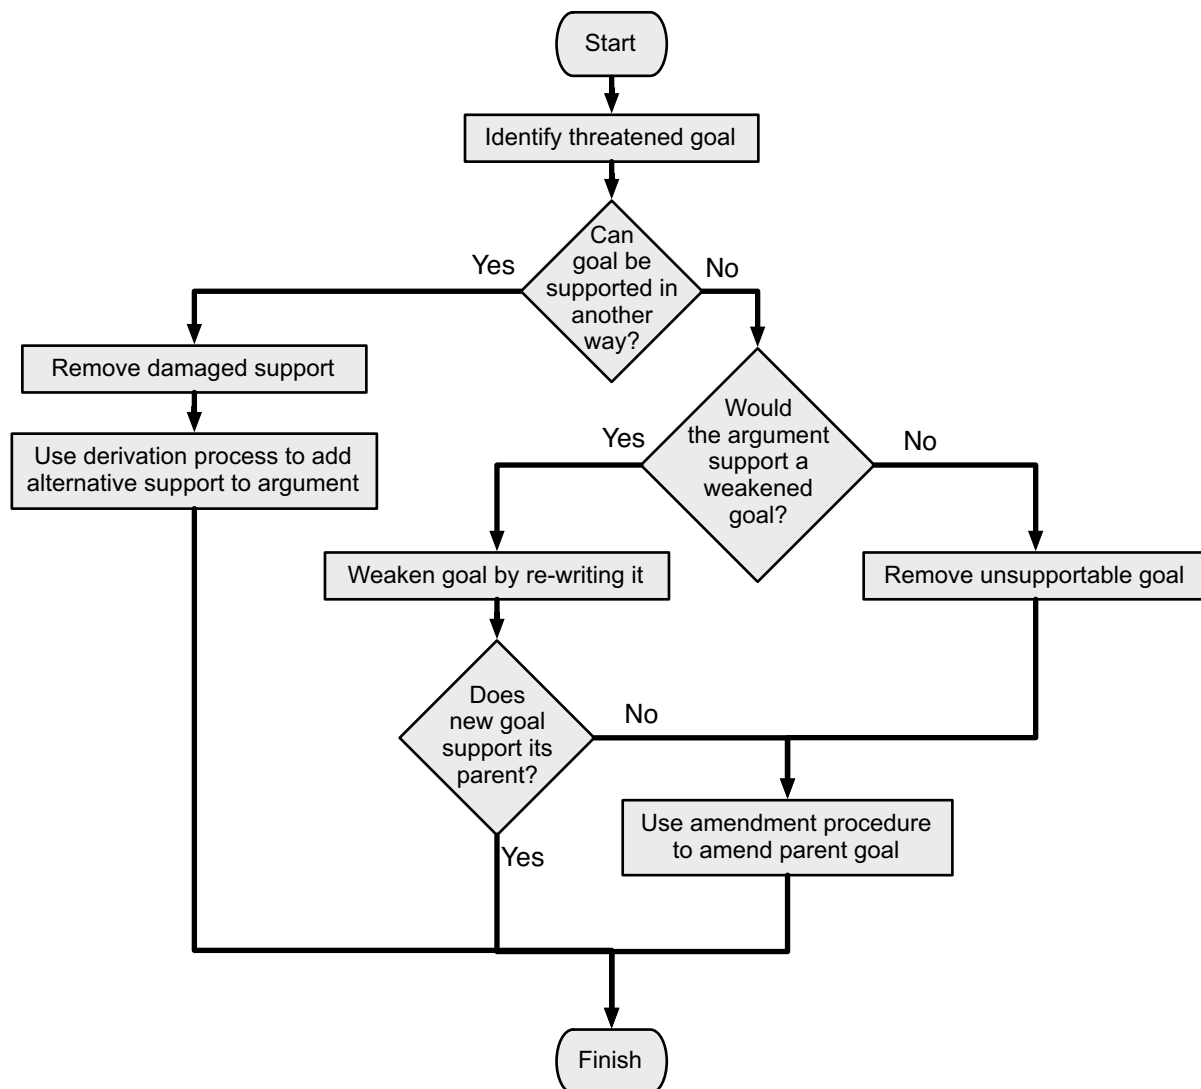 Start
Identify threatened goal
Can
goal be
supported in
another
way?
Yes
No
Remove damaged support
Use derivation process to add
alternative support to argument
Would
the argument
support a
weakened
goal?
Yes
No
Weaken goal by re-writing it
Remove unsupportable goal
Does
new goal
support its
parent?
No
Yes
Use amendment procedure
to amend parent goal
Finish